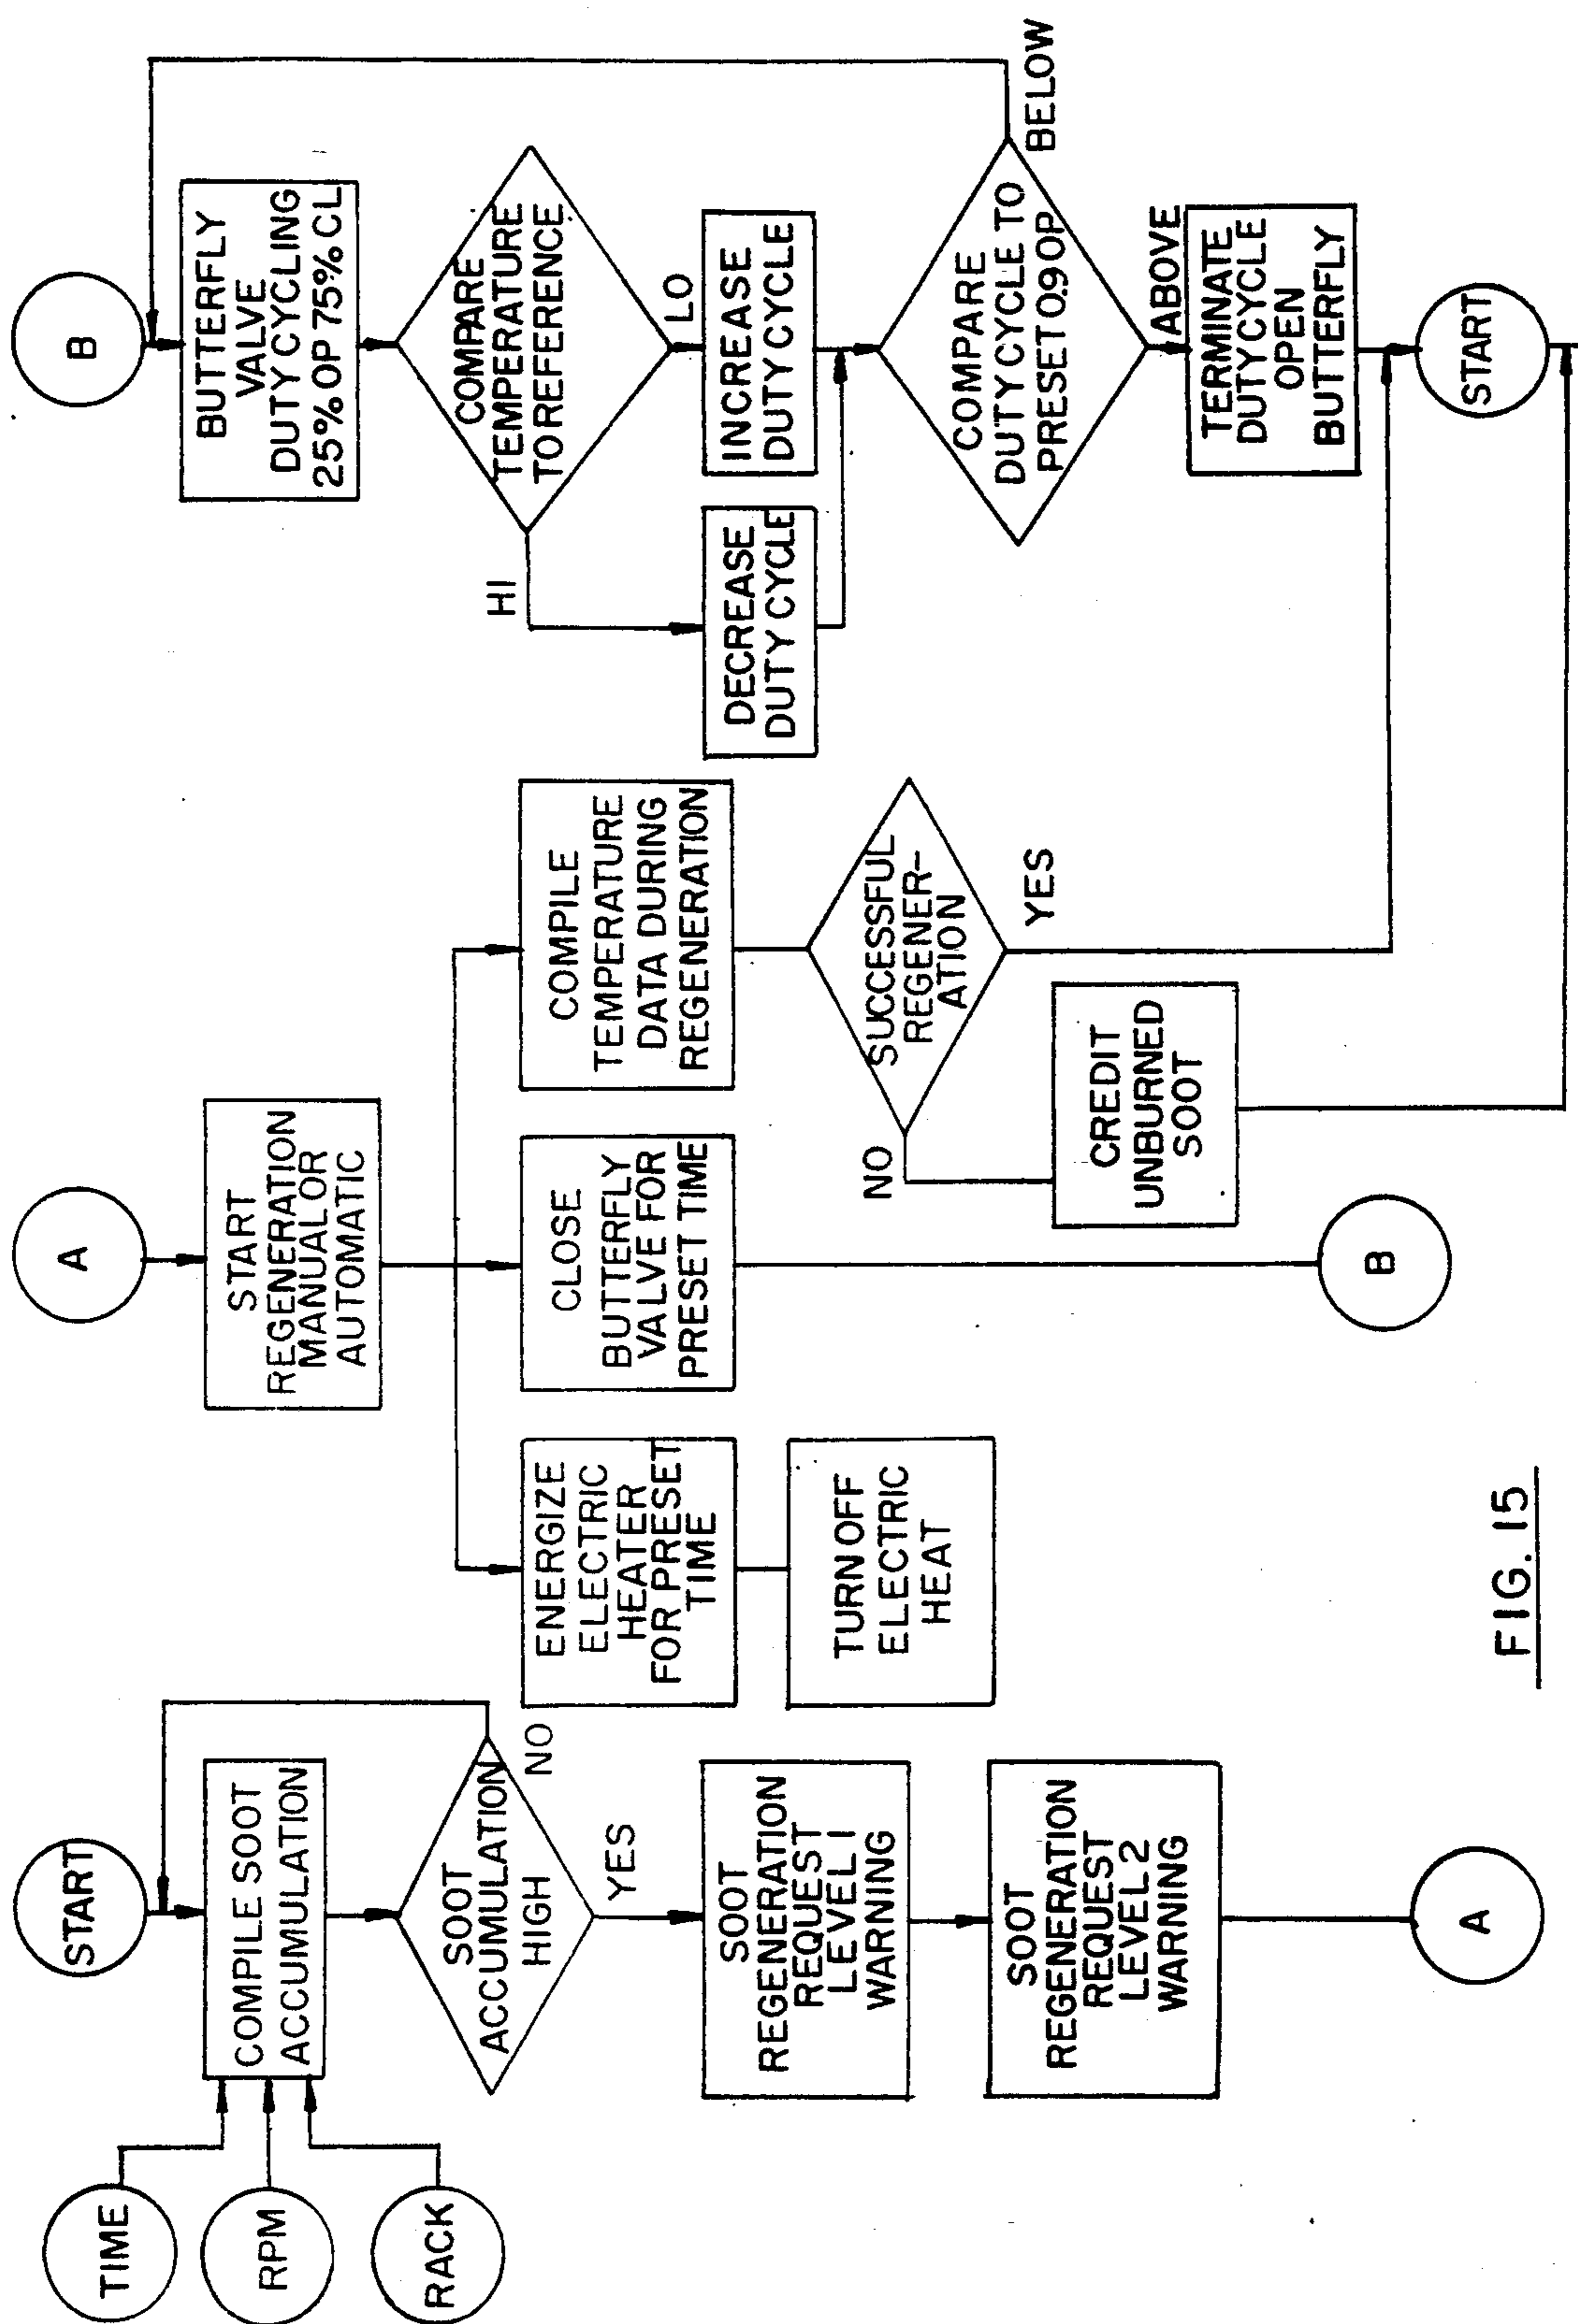 START
TIME
RPM
RACK
COMPILE SOOT
ACCUMULATION
SOOT
ACCUMULATION
HIGH
NO
YES
SOOT
REGENERATION
REQUEST
LEVEL 1
WARNING
SOOT
REGENERATION
REQUEST
LEVEL 2
WARNING
A
A
START
REGENERATION
MANUAL OR
AUTOMATIC
ENERGIZE
ELECTRIC
HEATER
FOR PRESET
TIME
TURN OFF
ELECTRIC
HEAT
CLOSE
BUTTERFLY
VALVE FOR
PRESET TIME
B
COMPILE
TEMPERATURE
DATA DURING
REGENERATION
SUCCESSFUL
REGENER-
ATION
NO
YES
CREDIT
UNBURNED
SOOT
B
BUTTERFLY
VALVE
DUTY CYCLING
25% OP 75% CL
COMPARE
TEMPERATURE
TO REFERENCE
HI
LO
DECREASE
DUTY CYCLE
INCREASE
DUTY CYCLE
COMPARE
DUTY CYCLE TO
PRESET 0.9 OP
BELOW
ABOVE
TERMINATE
DUTY CYCLE
OPEN
BUTTERFLY
START
FIG. 15